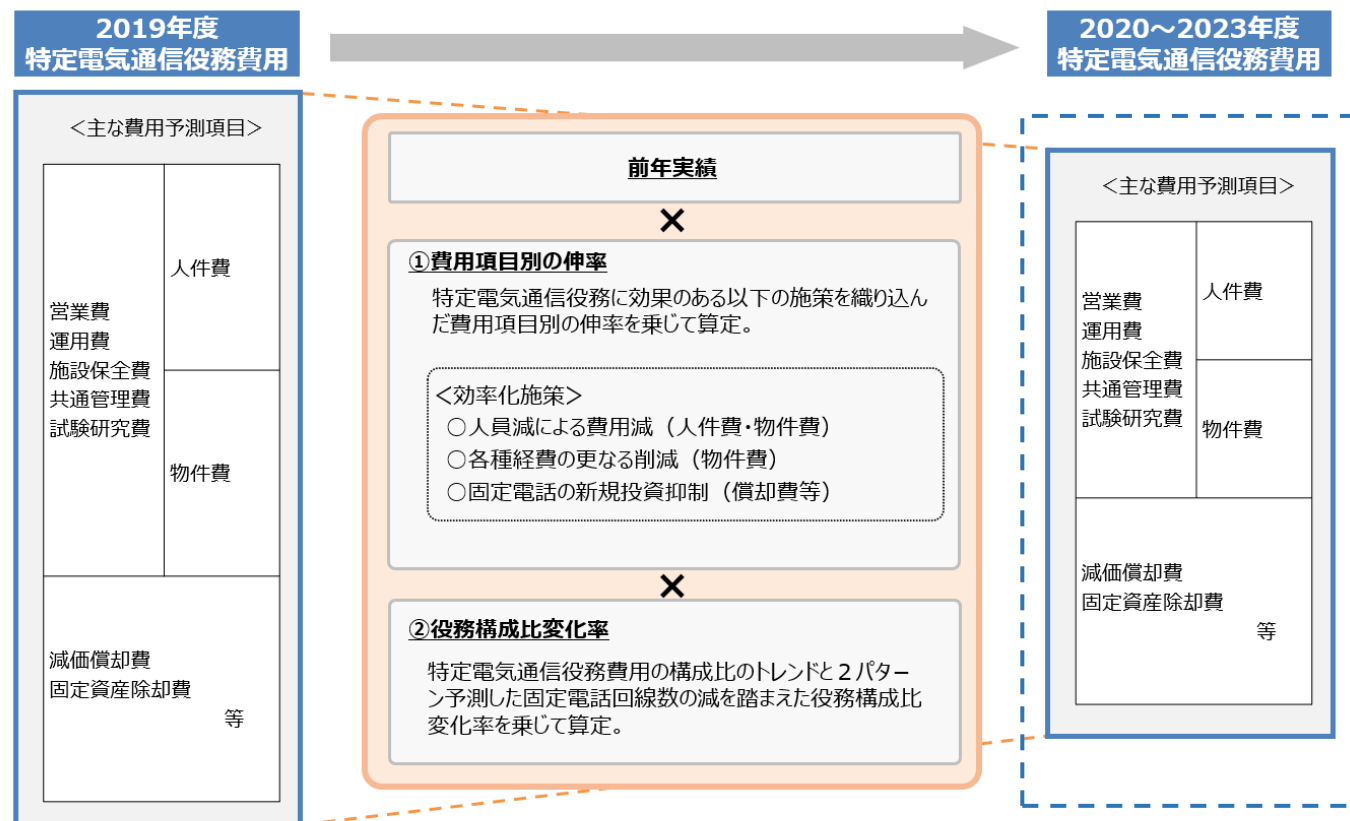 2019年度
特定電気通信役務費用
2020～2023年度
特定電気通信役務費用
＜主な費用予測項目＞
営業費
運用費
施設保全費
共通管理費
試験研究費
人件費
物件費
減価償却費
固定資産除却費
等
前年実績
×
①費用項目別の伸率
特定電気通信役務に効果のある以下の施策を織り込ん
だ費用項目別の伸率を乗じて算定。
＜効率化施策＞
○人員減による費用減（人件費・物件費）
○各種経費の更なる削減（物件費）
○固定電話の新規投資抑制（償却費等）
×
②役務構成比変化率
特定電気通信役務費用の構成比のトレンドと２パター
ン予測した固定電話回線数の減を踏まえた役務構成比
変化率を乗じて算定。
＜主な費用予測項目＞
営業費
運用費
施設保全費
共通管理費
試験研究費
人件費
物件費
減価償却費
固定資産除却費
等